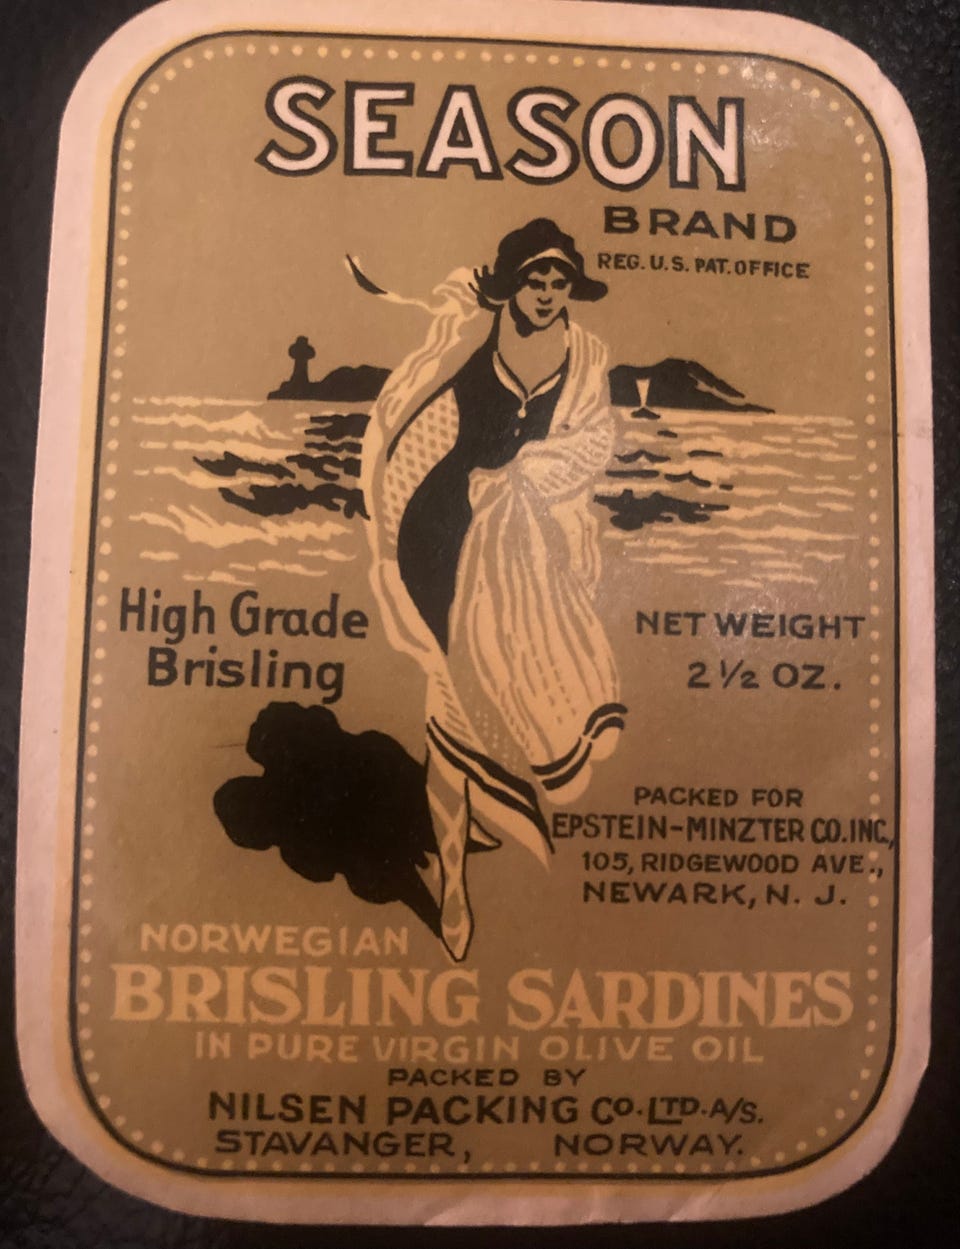 SEASON
BRAND
REG. U.S. PAT. OFFICE
High Grade
Brisling
NET WEIGHT
2 1/2 OZ.
PACKED FOR
EPSTEIN-MINZTER CO. INC.,
105, RIDGEWOOD AVE.,
NEWARK, N. J.
NORWEGIAN
BRISLING SARDINES
IN PURE VIRGIN OLIVE OIL
PACKED BY
NILSEN PACKING CO. LTD. A/S.
STAVANGER, NORWAY.